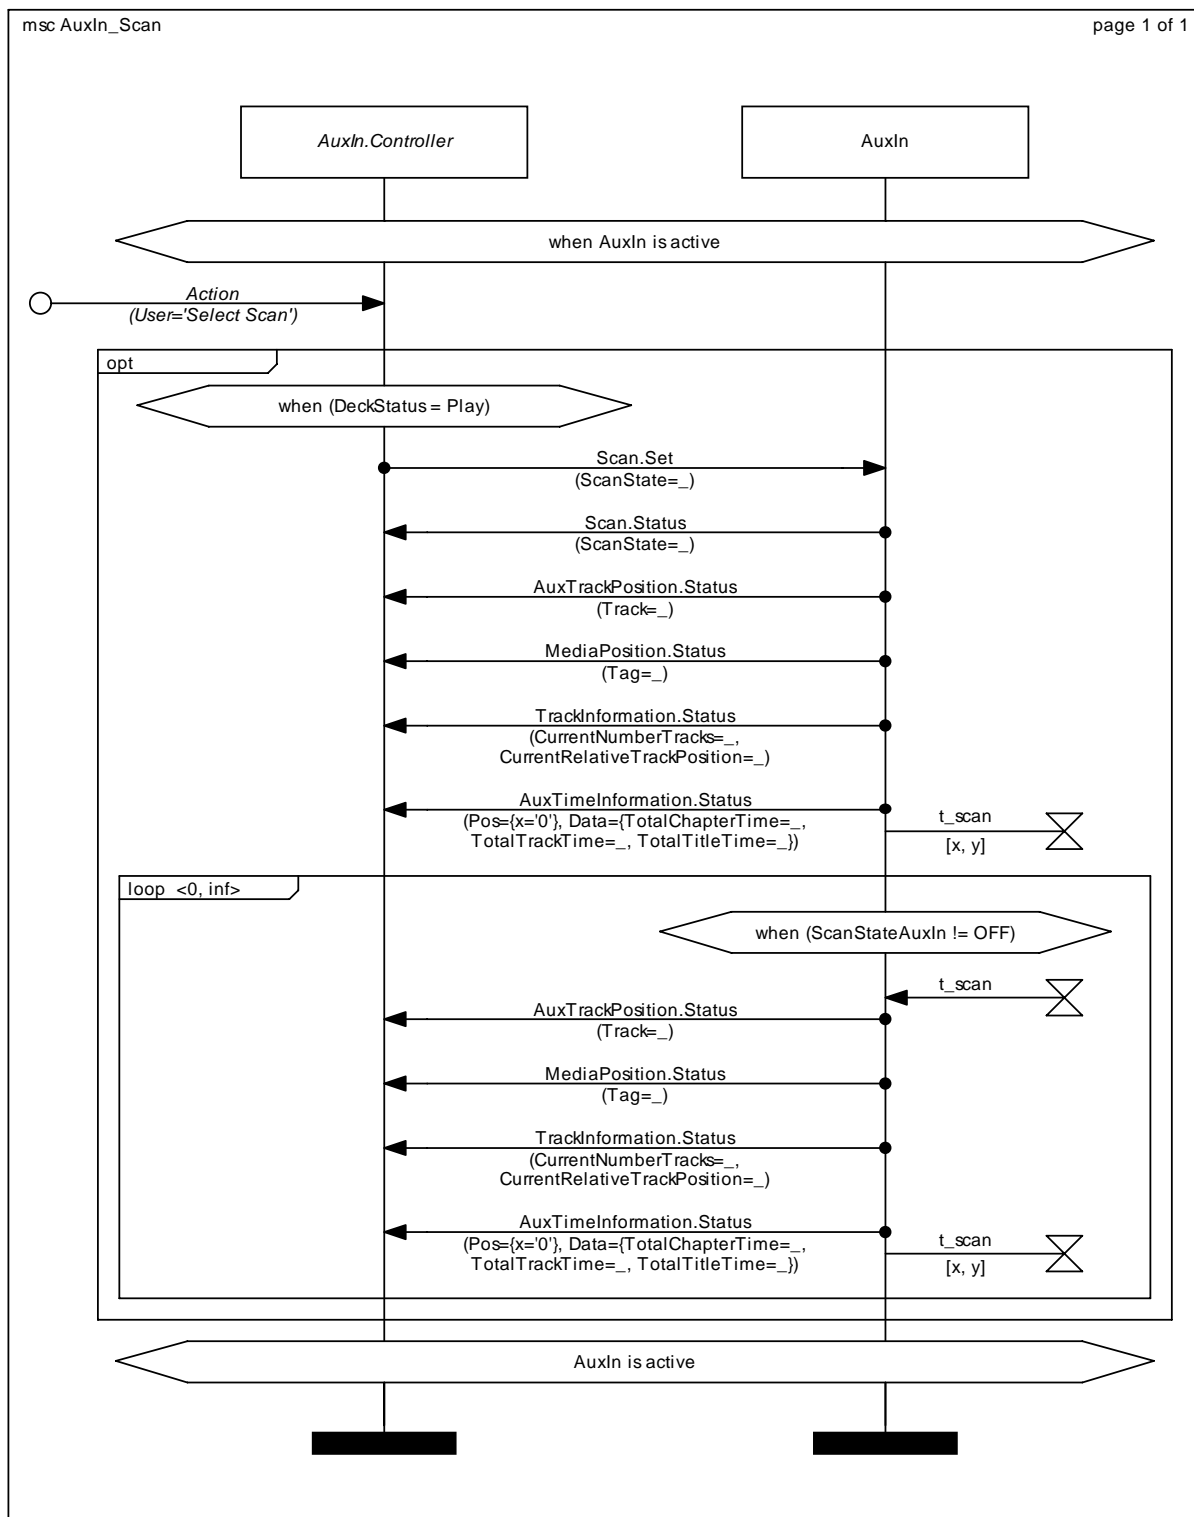 msc AuxIn_Scan
page 1 of 1
AuxIn.Controller
AuxIn
when AuxIn is active
Action
(User='Select Scan')
opt
when (DeckStatus = Play)
Scan.Set
(ScanState=_)
Scan.Status
(ScanState=_)
AuxTrackPosition.Status
(Track=_)
MediaPosition.Status
(Tag=_)
TrackInformation.Status
(CurrentNumberTracks=_,
CurrentRelativeTrackPosition=_)
AuxTimeInformation.Status
(Pos={x='0'}, Data={TotalChapterTime=_,
TotalTrackTime=_, TotalTitleTime=_})
t_scan
[x, y]
loop <0, inf>
when (ScanStateAuxIn != OFF)
t_scan
AuxTrackPosition.Status
(Track=_)
MediaPosition.Status
(Tag=_)
TrackInformation.Status
(CurrentNumberTracks=_,
CurrentRelativeTrackPosition=_)
AuxTimeInformation.Status
(Pos={x='0'}, Data={TotalChapterTime=_,
TotalTrackTime=_, TotalTitleTime=_})
t_scan
[x, y]
AuxIn is active